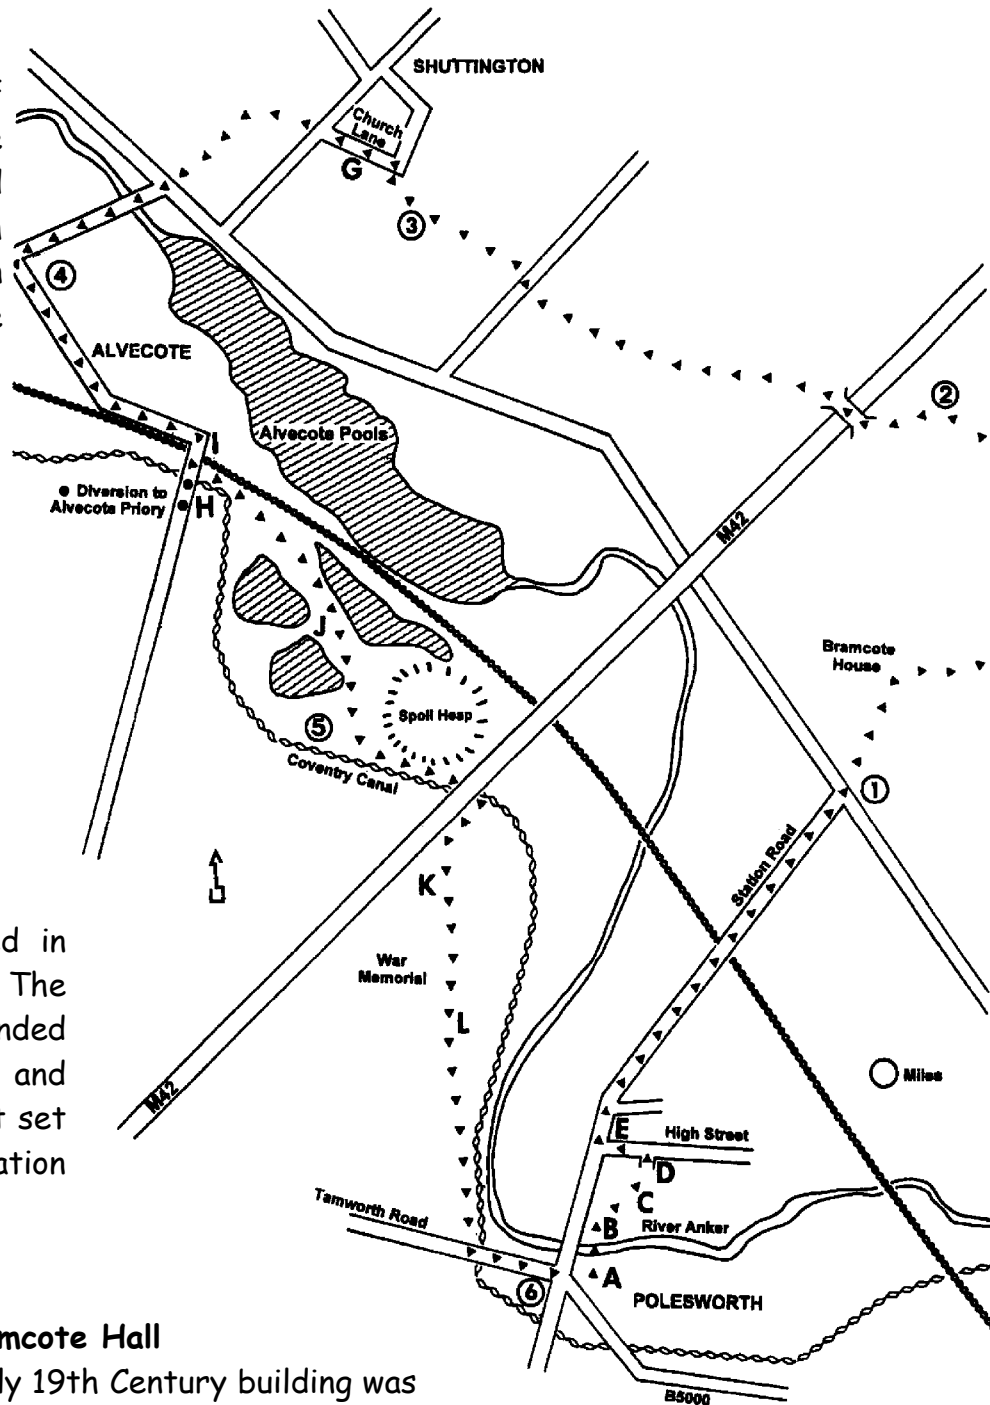 SHUTTINGTON
Church
Lane
G
3
4
ALVECOTE
2
Alvecote Pools
I
Diversion to
Alvecote Priory
H
M42
J
Bramcote
House
Spoil Heap
5
Coventry Canal
1
Station Road
K
d in
The
War
Memorial
nded
L
and
M42
Miles
t set
E
High Street
ation
D
C
Tamworth Road
B
River Anker
A
6
POLESWORTH
mcote Hall
ly 19th Century building was
B5000